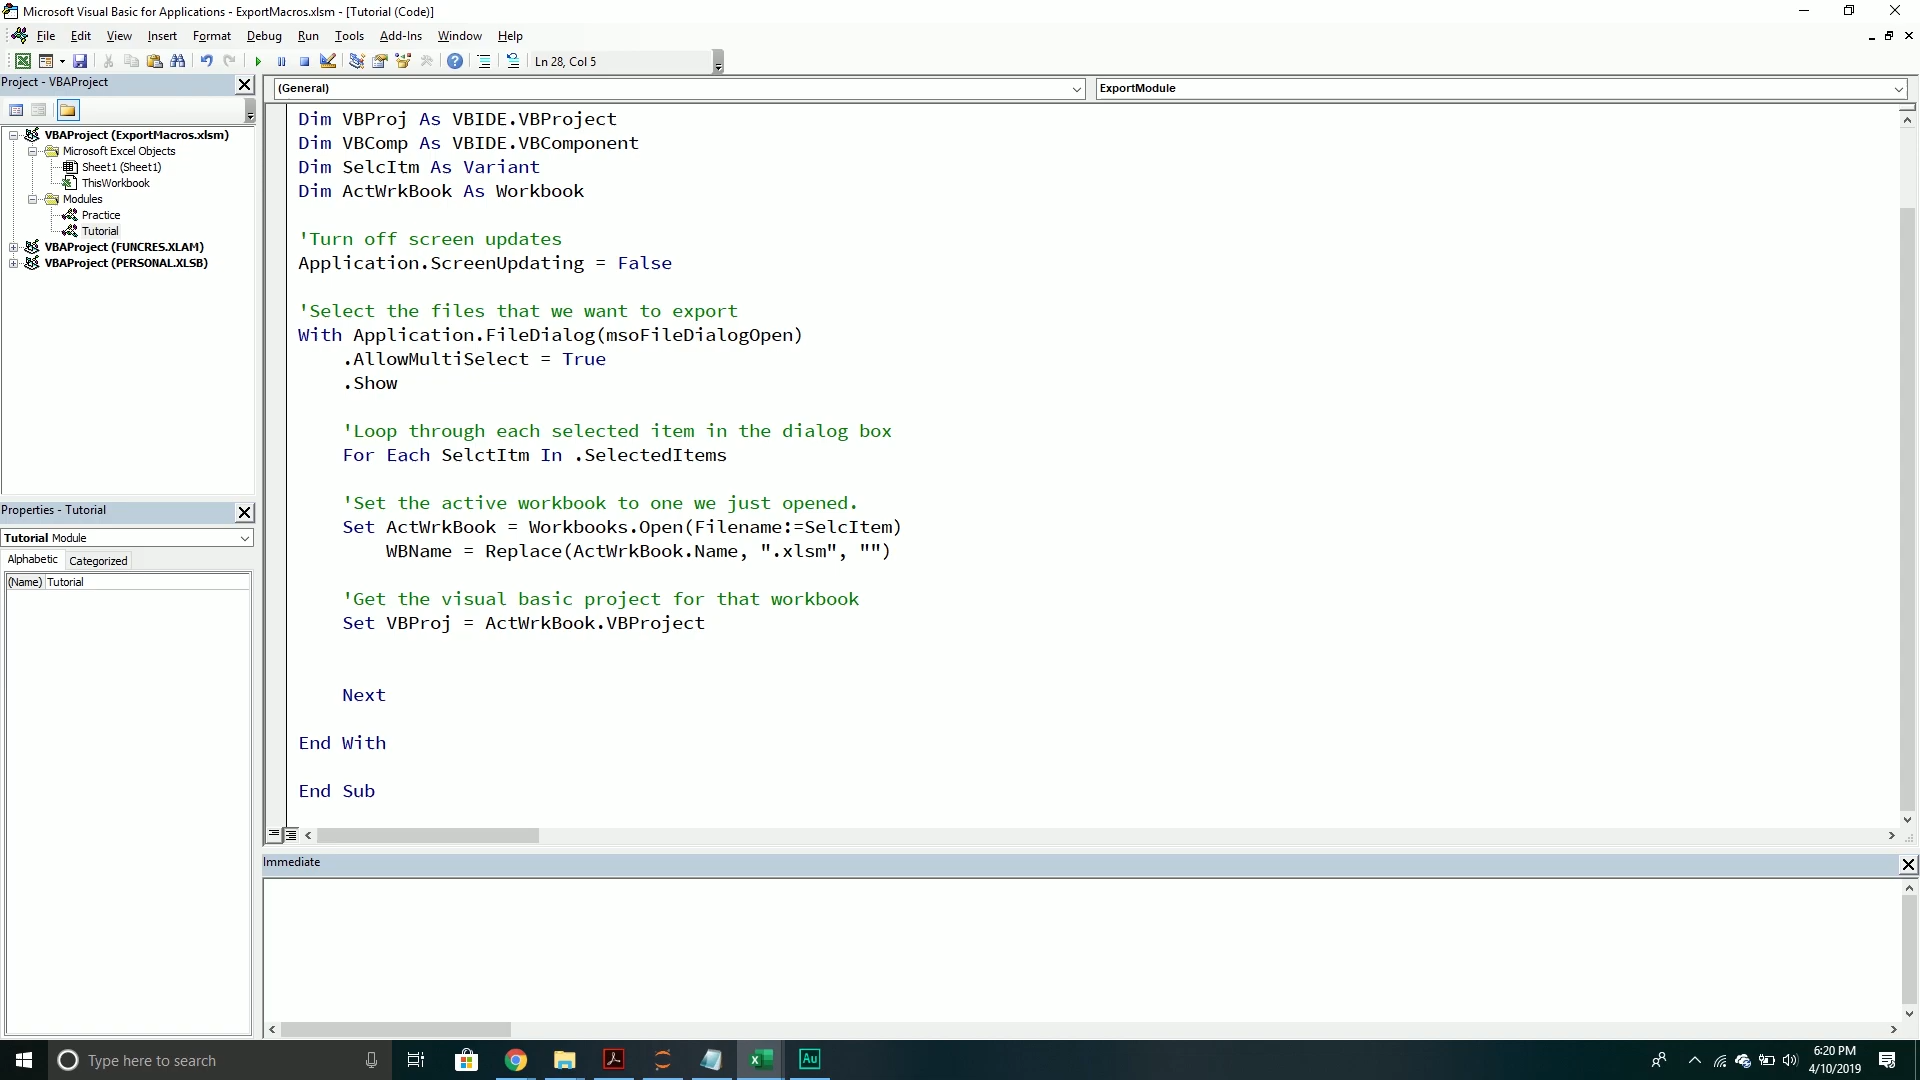 Microsoft Visual Basic for Applications - ExportMacros.xlsm - [Tutorial (Code)]
File Edit View Insert Format Debug Run Tools Add-Ins Window Help
Ln 28, Col 5
Project - VBAProject
VBAProject (ExportMacros.xlsm)
Microsoft Excel Objects
Sheet1 (Sheet1)
ThisWorkbook
Modules
Practice
Tutorial
VBAProject (FUNCRES.XLAM)
VBAProject (PERSONAL.XLSB)
Properties - Tutorial
Tutorial Module
Alphabetic Categorized
(Name) Tutorial
(General) ExportModule
Dim VBProj As VBIDE.VBProject
Dim VBComp As VBIDE.VBComponent
Dim SelcItm As Variant
Dim ActWrkBook As Workbook
'Turn off screen updates
Application.ScreenUpdating = False
'Select the files that we want to export
With Application.FileDialog(msoFileDialogOpen)
.AllowMultiSelect = True
.Show
'Loop through each selected item in the dialog box
For Each SelctItm In .SelectedItems
'Set the active workbook to one we just opened.
Set ActWrkBook = Workbooks.Open(Filename:=SelcItem)
WBName = Replace(ActWrkBook.Name, ".xlsm", "")
'Get the visual basic project for that workbook
Set VBProj = ActWrkBook.VBProject
Next
End With
End Sub
Immediate
Type here to search
Au
6:20 PM
4/10/2019